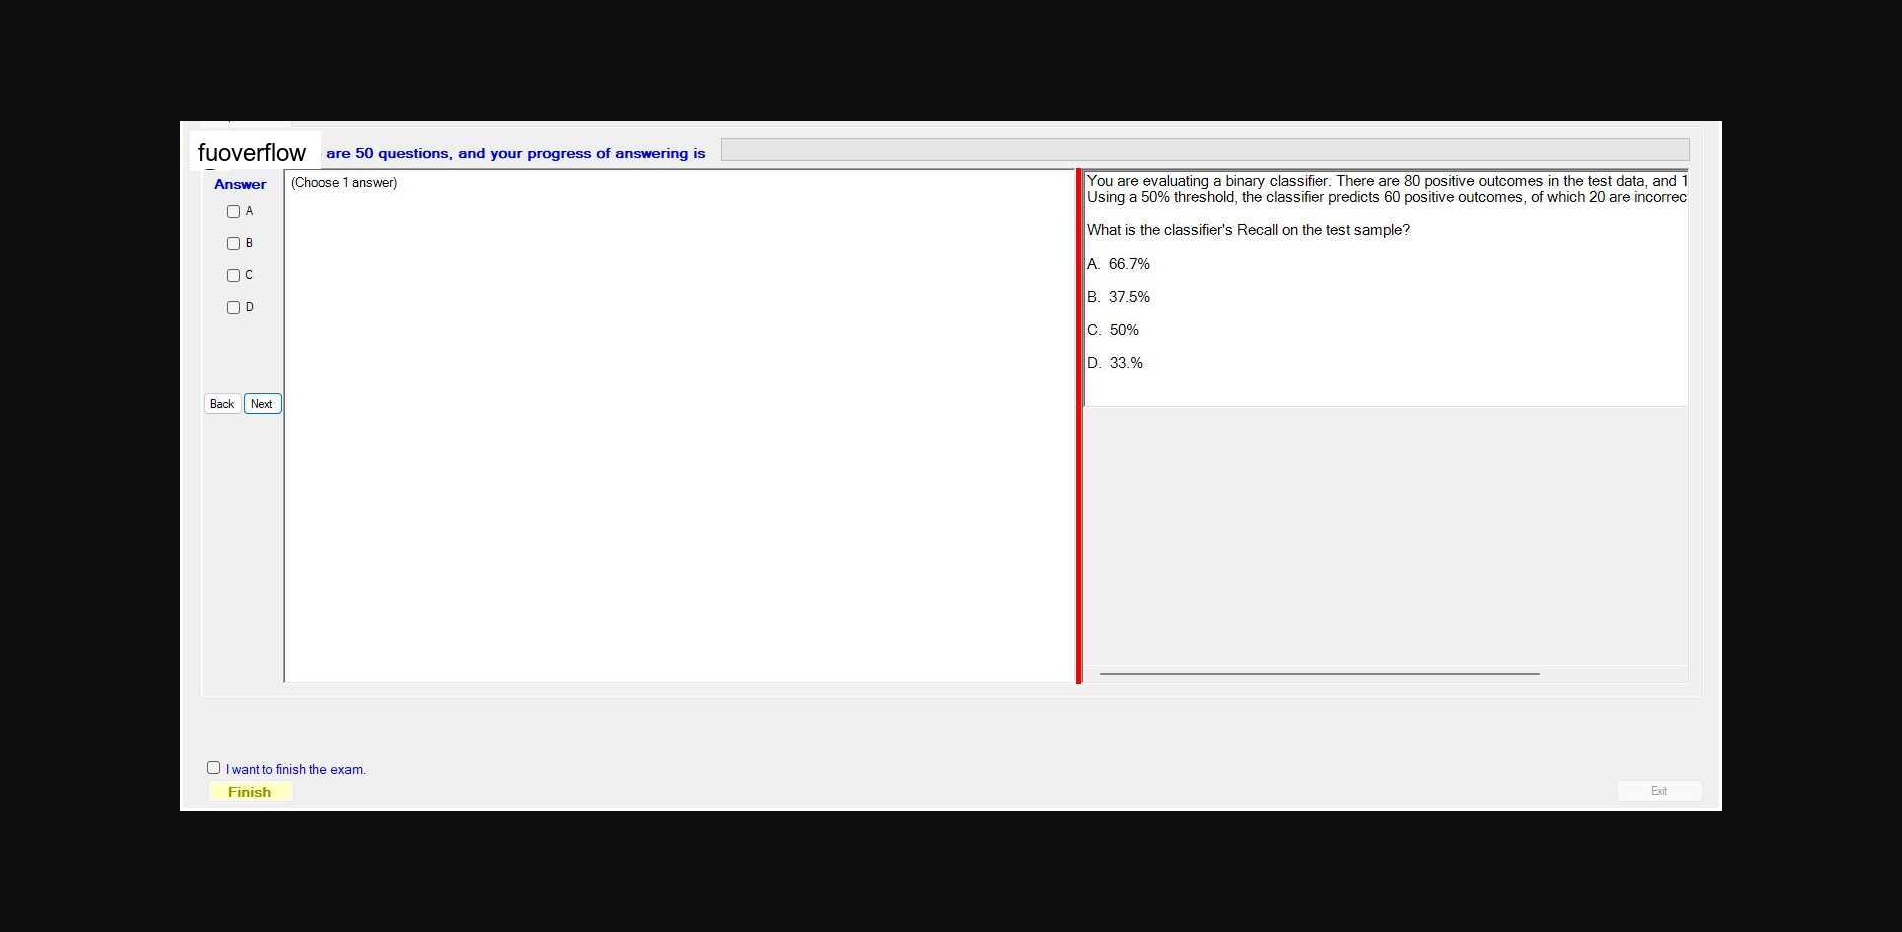 fuoverflow are 50 questions, and your progress of answering is
Answer
A
B
C
D
Back Next
(Choose 1 answer)
You are evaluating a binary classifier. There are 80 positive outcomes in the test data, and 1
Using a 50% threshold, the classifier predicts 60 positive outcomes, of which 20 are incorrec
What is the classifier's Recall on the test sample?
A. 66.7%
B. 37.5%
C. 50%
D. 33.%
I want to finish the exam.
Finish
Exit